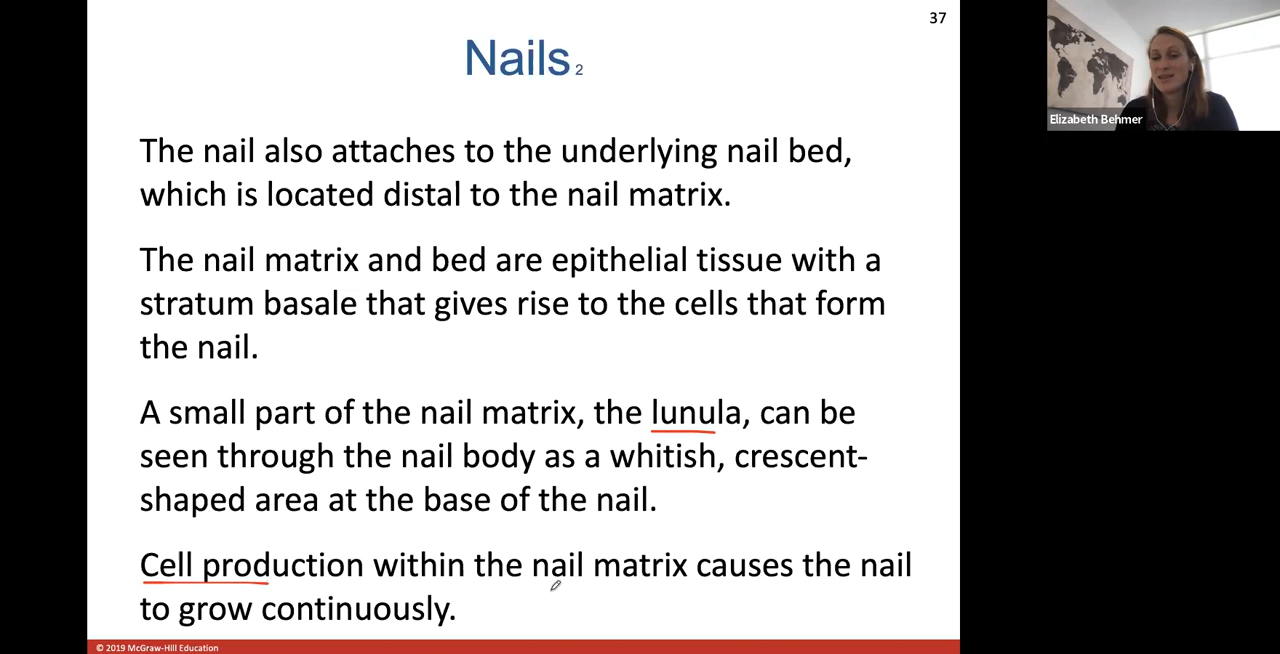 37
Nails 2
Elizabeth Behmer
The nail also attaches to the underlying nail bed,
which is located distal to the nail matrix.
The nail matrix and bed are epithelial tissue with a
stratum basale that gives rise to the cells that form
the nail.
A small part of the nail matrix, the lunula, can be
seen through the nail body as a whitish, crescent-
shaped area at the base of the nail.
Cell production within the nail matrix causes the nail
to grow continuously.
© 2019 McGraw-Hill Education